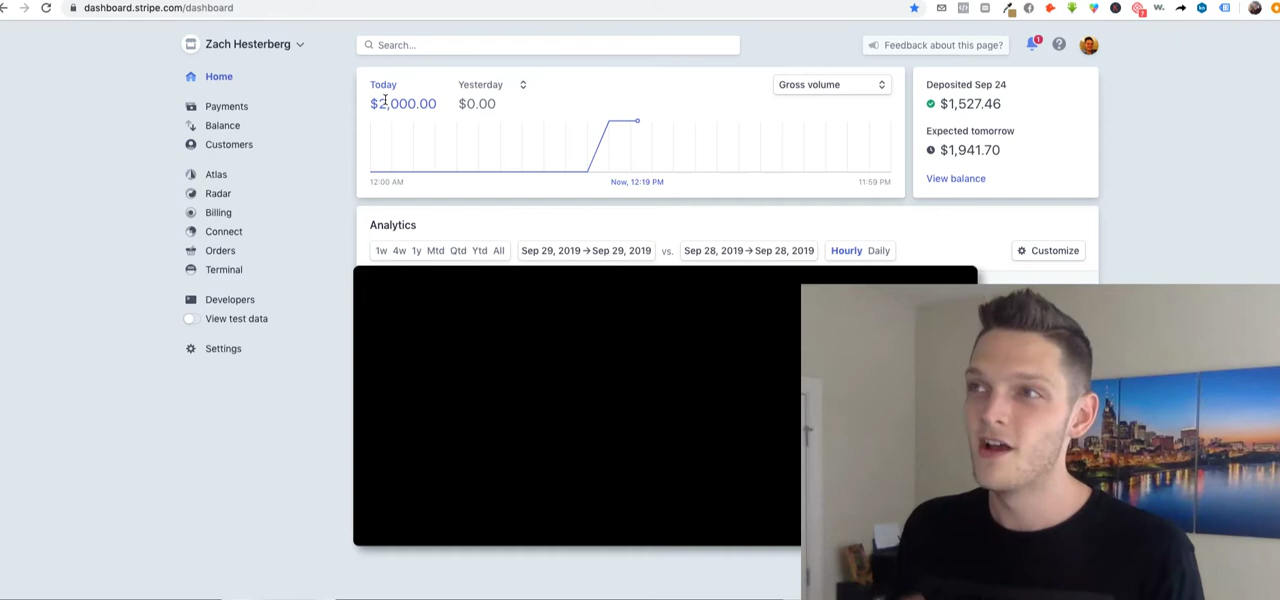 dashboard.stripe.com/dashboard
Zach Hesterberg
Search...
Feedback about this page?
1
?
Home
Payments
Balance
Customers
Atlas
Radar
Billing
Connect
Orders
Terminal
Developers
View test data
Settings
Today
$2,000.00
Yesterday
$0.00
Gross volume
12:00 AM
Now, 12:19 PM
11:59 PM
Deposited Sep 24
$1,527.46
Expected tomorrow
$1,941.70
View balance
Analytics
1w 4w 1y Mtd Qtd Ytd All
Sep 29, 2019 → Sep 29, 2019
vs.
Sep 28, 2019 → Sep 28, 2019
Hourly Daily
Customize